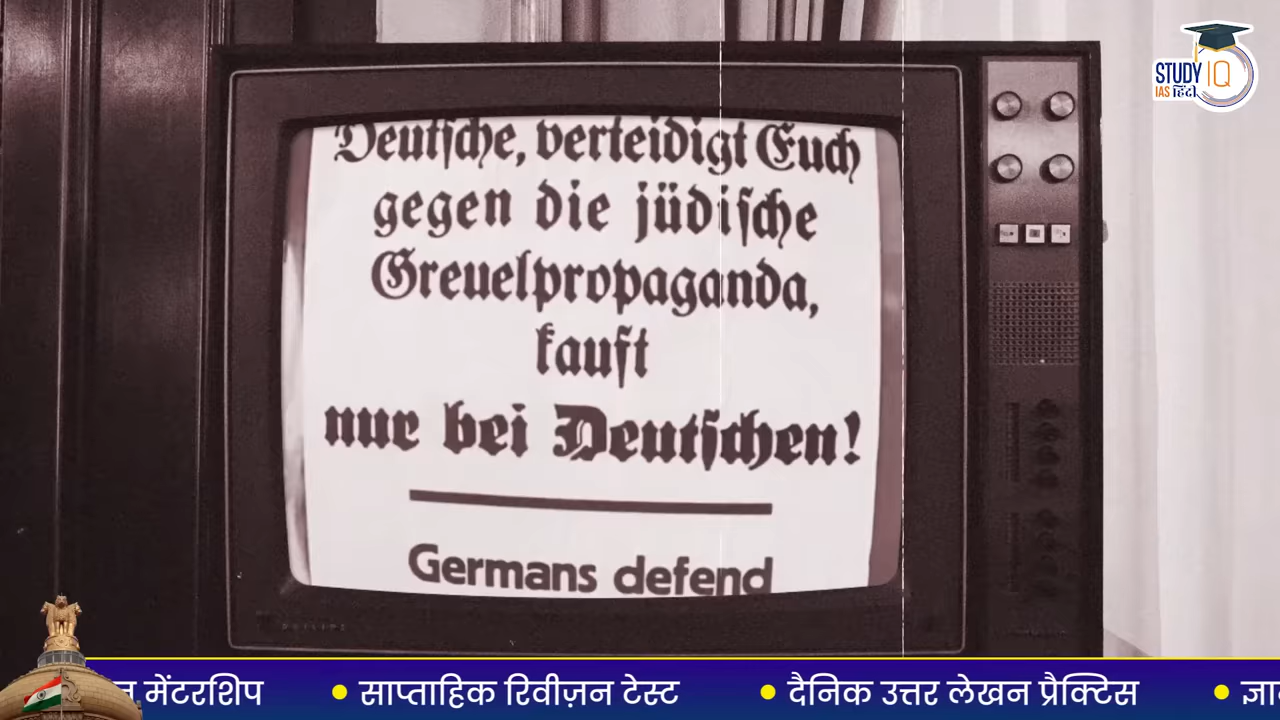 STUDY IQ
IAS हिंदी
Deutsche, verteidigt Euch
gegen die jüdische
Greuelpropaganda,
kauft
nur bei Deutschen!
Germans defend
PHILIPS
मेंटरशिप • साप्ताहिक रिवीज़न टेस्ट • दैनिक उत्तर लेखन प्रैक्टिस •